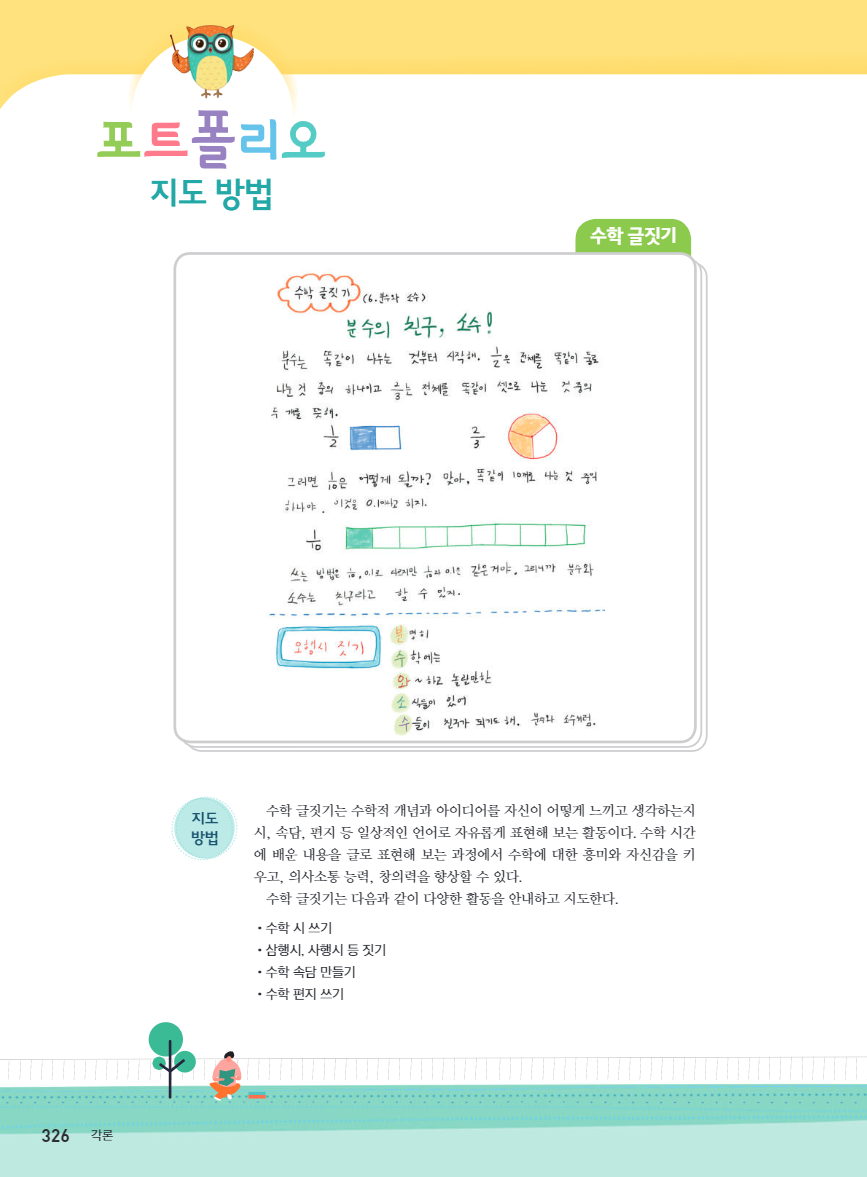 포트폴리오
지도 방법
수학 글짓기
수학 글짓기 (6. 분수와 소수)
분수의 친구, 소수!
분수는 똑같이 나누는 것부터 시작해. 1/2은 전체를 똑같이 둘로
나눈 것 중의 하나이고 2/3는 전체를 똑같이 셋으로 나눈 것 중의
두 개를 뜻해.
1/2 2/3
그러면 1/10은 어떻게 될까? 맞아, 똑같이 10개로 나눈 것 중의
하나야. 이것을 0.1이라고 하지.
1/10
쓰는 방법은 1/10, 0.1로 다르지만 1/10과 0.1은 같은거야. 그러니까 분수와
소수는 친구라고 할 수 있지.
오행시 짓기
분명히
수학에는
와~하고 놀랄만한
소식들이 있어
수들이 친구가 되기도 해. 분수와 소수처럼.
지도
방법
수학 글짓기는 수학적 개념과 아이디어를 자신이 어떻게 느끼고 생각하는지
시, 속담, 편지 등 일상적인 언어로 자유롭게 표현해 보는 활동이다. 수학 시간
에 배운 내용을 글로 표현해 보는 과정에서 수학에 대한 흥미와 자신감을 키
우고, 의사소통 능력, 창의력을 향상할 수 있다.
수학 글짓기는 다음과 같이 다양한 활동을 안내하고 지도한다.
• 수학 시 쓰기
• 삼행시, 사행시 등 짓기
• 수학 속담 만들기
• 수학 편지 쓰기
326 각론